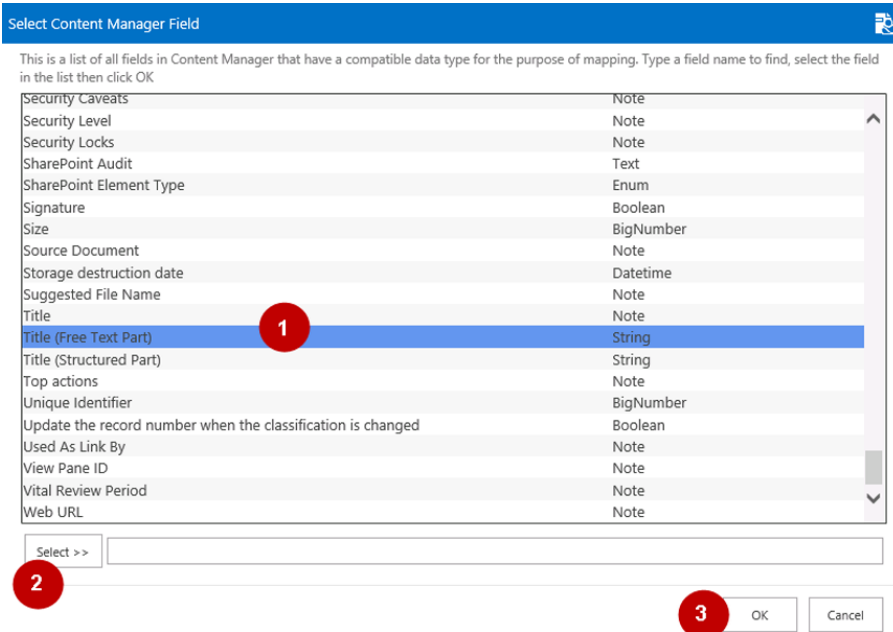 Select Content Manager Field
This is a list of all fields in Content Manager that have a compatible data type for the purpose of mapping. Type a field name to find, select the field
in the list then click OK
Security Caveats Note
Security Level Note
Security Locks Note
SharePoint Audit Text
SharePoint Element Type Enum
Signature Boolean
Size BigNumber
Source Document Note
Storage destruction date Datetime
Suggested File Name Note
Title Note
Title (Free Text Part) 1 String
Title (Structured Part) String
Top actions Note
Unique Identifier BigNumber
Update the record number when the classification is changed Boolean
Used As Link By Note
View Pane ID Note
Vital Review Period Note
Web URL Note
Select >>
2
3 OK Cancel